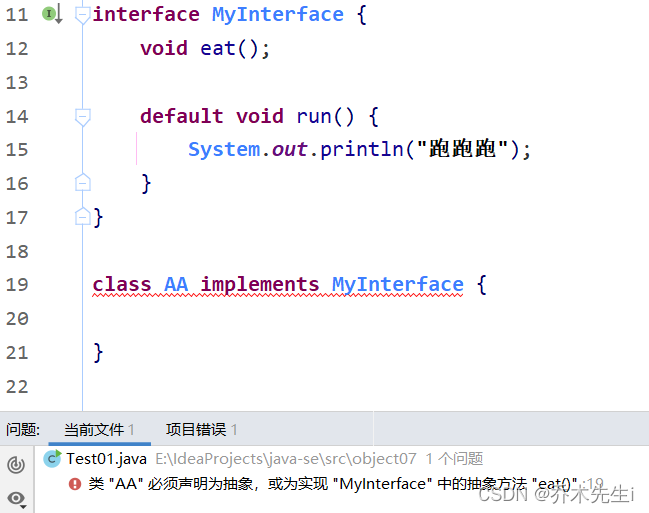 11 interface MyInterface {
12     void eat();
13
14     default void run() {
15         System.out.println("跑跑跑");
16     }
17 }
18
19 class AA implements MyInterface {
20
21 }
22
问题: 当前文件 1 项目错误 1
Test01.java E:\IdeaProjects\java-se\src\object07 1 个问题
类 "AA" 必须声明为抽象，或为实现 "MyInterface" 中的抽象方法 "eat()" :19
CSDN @乔木先生i